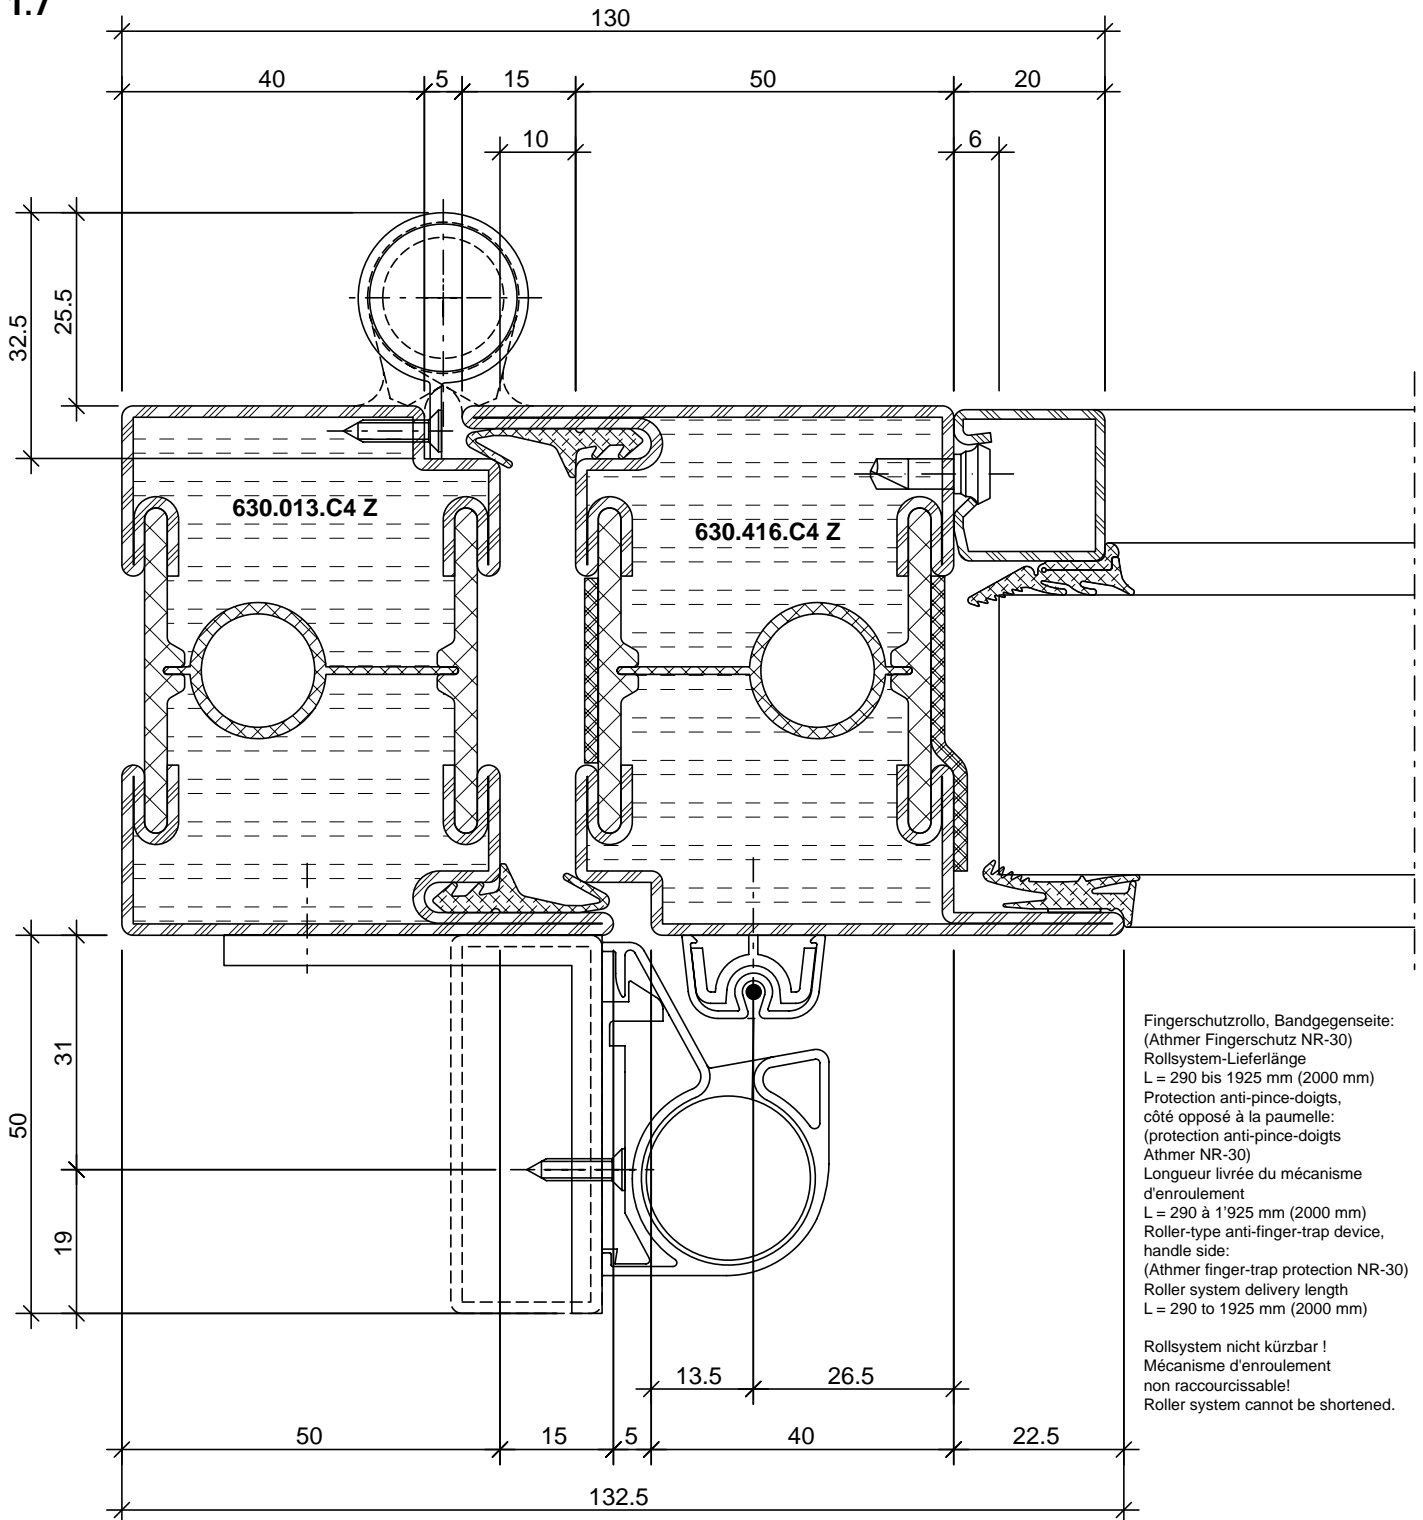 1.7
130
40 5 15 50 20
10 6
32.5
25.5
630.013.C4 Z
630.416.C4 Z
31
50
19
Fingerschutzrollo, Bandgegenseite:
(Athmer Fingerschutz NR-30)
Rollsystem-Lieferlänge
L = 290 bis 1925 mm (2000 mm)
Protection anti-pince-doigts,
côté opposé à la paumelle:
(protection anti-pince-doigts
Athmer NR-30)
Longueur livrée du mécanisme
d'enroulement
L = 290 à 1'925 mm (2000 mm)
Roller-type anti-finger-trap device,
handle side:
(Athmer finger-trap protection NR-30)
Roller system delivery length
L = 290 to 1925 mm (2000 mm)
Rollsystem nicht kürzbar !
Mécanisme d'enroulement
non raccourcissable!
Roller system cannot be shortened.
13.5 26.5
50 15 5 40 22.5
132.5